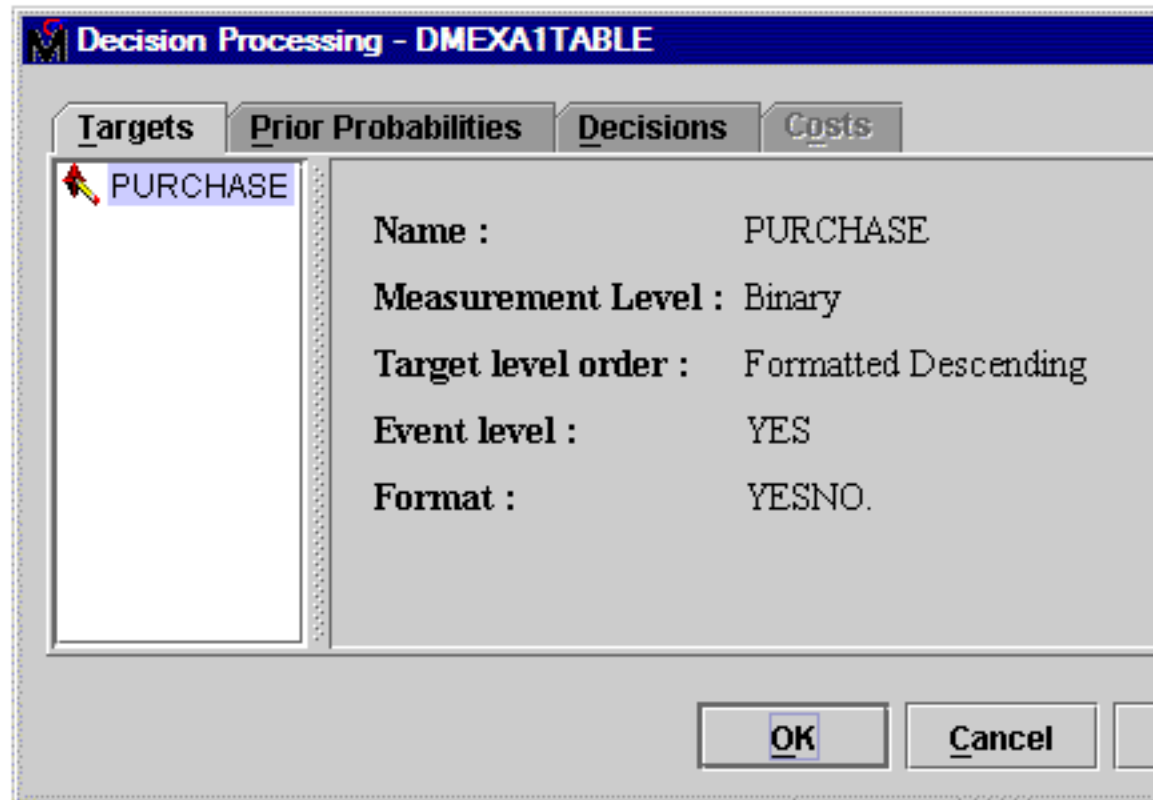 Decision Processing - DMEXA1TABLE
Targets Prior Probabilities Decisions Costs
PURCHASE
Name : PURCHASE
Measurement Level : Binary
Target level order : Formatted Descending
Event level : YES
Format : YESNO.
OK Cancel